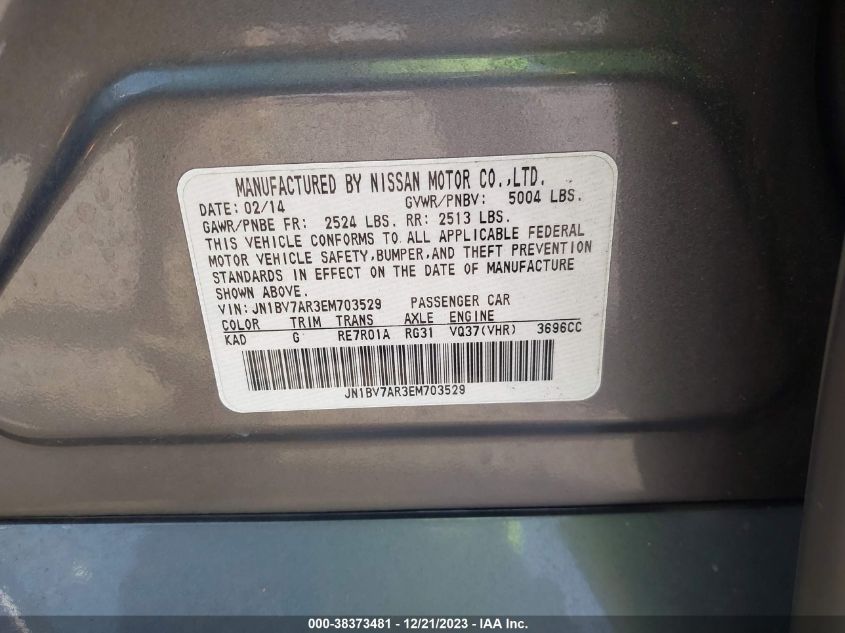 MANUFACTURED BY NISSAN MOTOR CO.,LTD.
DATE: 02/14 GVWR/PNBV: 5004 LBS.
GAWR/PNBE FR: 2524 LBS. RR: 2513 LBS.
THIS VEHICLE CONFORMS TO ALL APPLICABLE FEDERAL
MOTOR VEHICLE SAFETY,BUMPER,AND THEFT PREVENTION
STANDARDS IN EFFECT ON THE DATE OF MANUFACTURE
SHOWN ABOVE.
VIN: JN1BV7AR3EM703529 PASSENGER CAR
COLOR TRIM TRANS AXLE ENGINE
KAD G RE7R01A RG31 VQ37(VHR) 3696CC
JN1BV7AR3EM703529
000-38373481 - 12/21/2023 - IAA Inc.